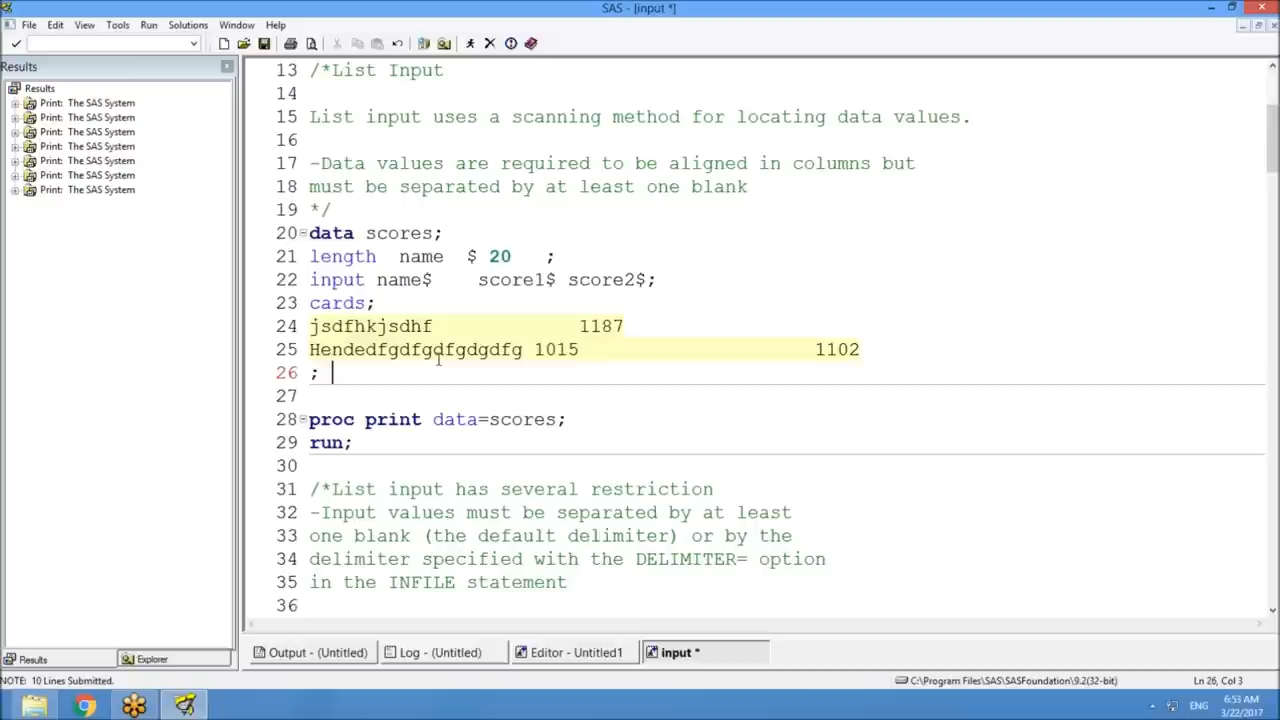 SAS - [input *]
File Edit View Tools Run Solutions Window Help
Results
Results
Print: The SAS System
Print: The SAS System
Print: The SAS System
Print: The SAS System
Print: The SAS System
Print: The SAS System
Print: The SAS System
13 /*List Input
14
15 List input uses a scanning method for locating data values.
16
17 -Data values are required to be aligned in columns but
18 must be separated by at least one blank
19 */
20 data scores;
21 length name $ 20 ;
22 input name$ score1$ score2$;
23 cards;
24 jsdfhkjsdhf 1187
25 Hendedfgdfgdfgdgdfg 1015 1102
26 ;
27
28 proc print data=scores;
29 run;
30
31 /*List input has several restriction
32 -Input values must be separated by at least
33 one blank (the default delimiter) or by the
34 delimiter specified with the DELIMITER= option
35 in the INFILE statement
36
Results Explorer
Output - (Untitled) Log - (Untitled) Editor - Untitled1 input *
NOTE: 10 Lines Submitted. C:\Program Files\SAS\SASFoundation\9.2(32-bit) Ln 26, Col 3
ENG 6:53 AM
3/22/2017